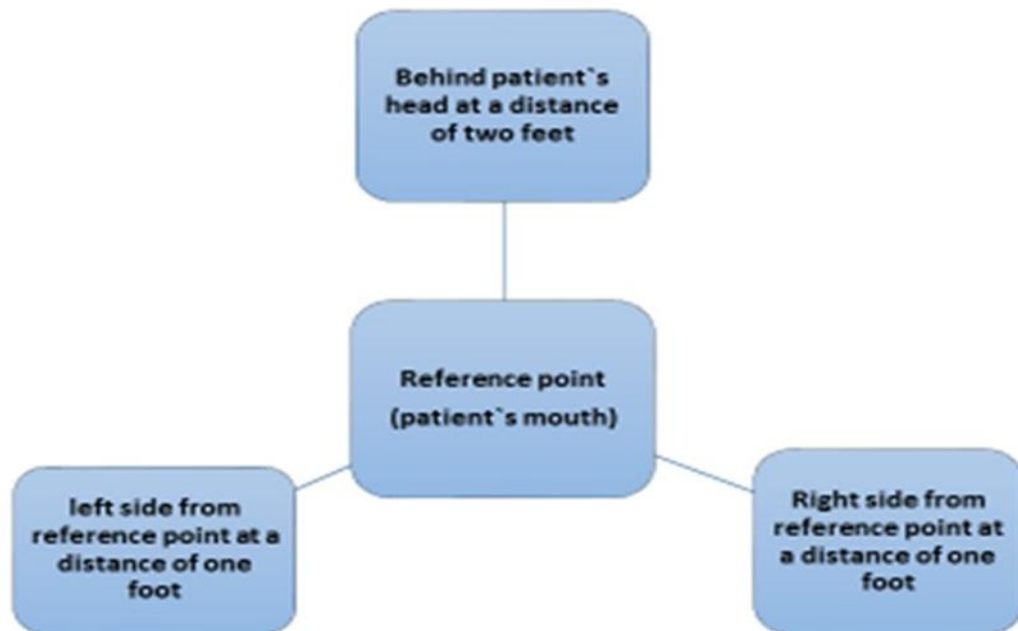 Behind patient`s
head at a distance
of two feet
Reference point
(patient`s mouth)
left side from
reference point at a
distance of one
foot
Right side from
reference point at
a distance of one
foot